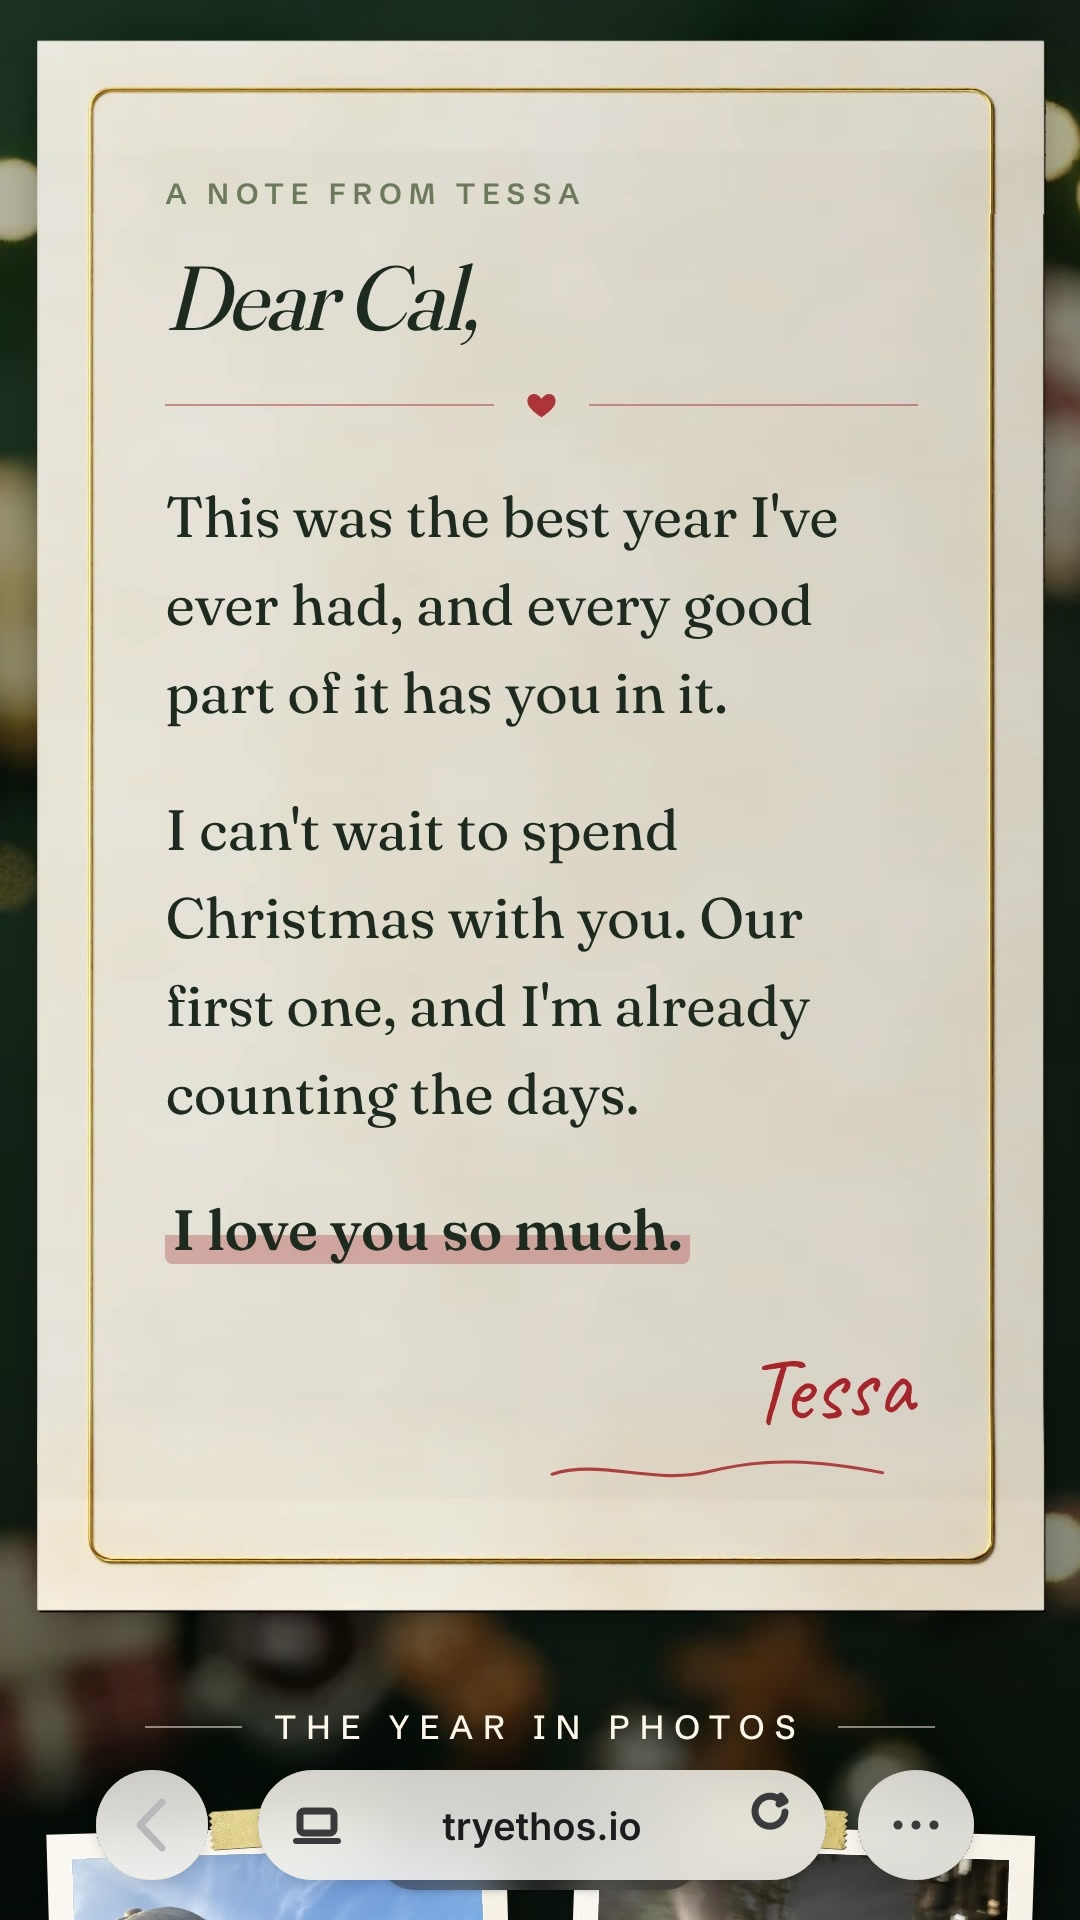 A NOTE FROM TESSA
Dear Cal,
This was the best year I've
ever had, and every good
part of it has you in it.
I can't wait to spend
Christmas with you. Our
first one, and I'm already
counting the days.
I love you so much.
Tessa
THE YEAR IN PHOTOS
tryethos.io